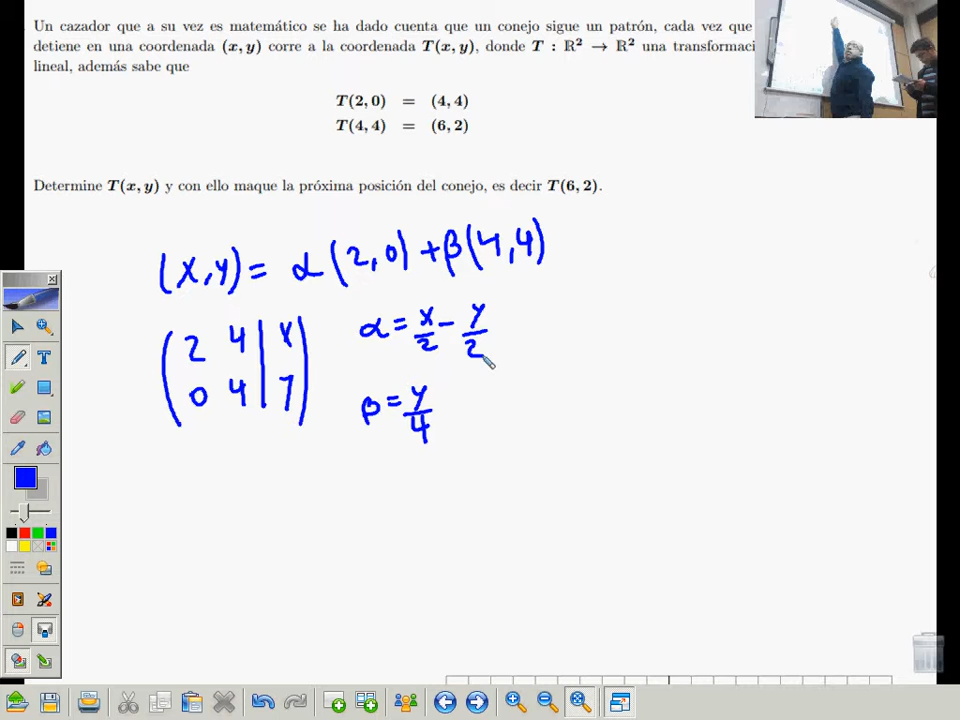 Un cazador que a su vez es matemático se ha dado cuenta que un conejo sigue un patrón, cada vez que
detiene en una coordenada (x, y) corre a la coordenada T(x, y), donde T : ℝ² → ℝ² una transformaci
lineal, además sabe que
T(2, 0) = (4, 4)
T(4, 4) = (6, 2)
Determine T(x, y) y con ello maque la próxima posición del conejo, es decir T(6, 2).
(x, y) = α(2, 0) + β(4, 4)
(2 4 | x) α = x/2 - y/2
(0 4 | y) β = y/4